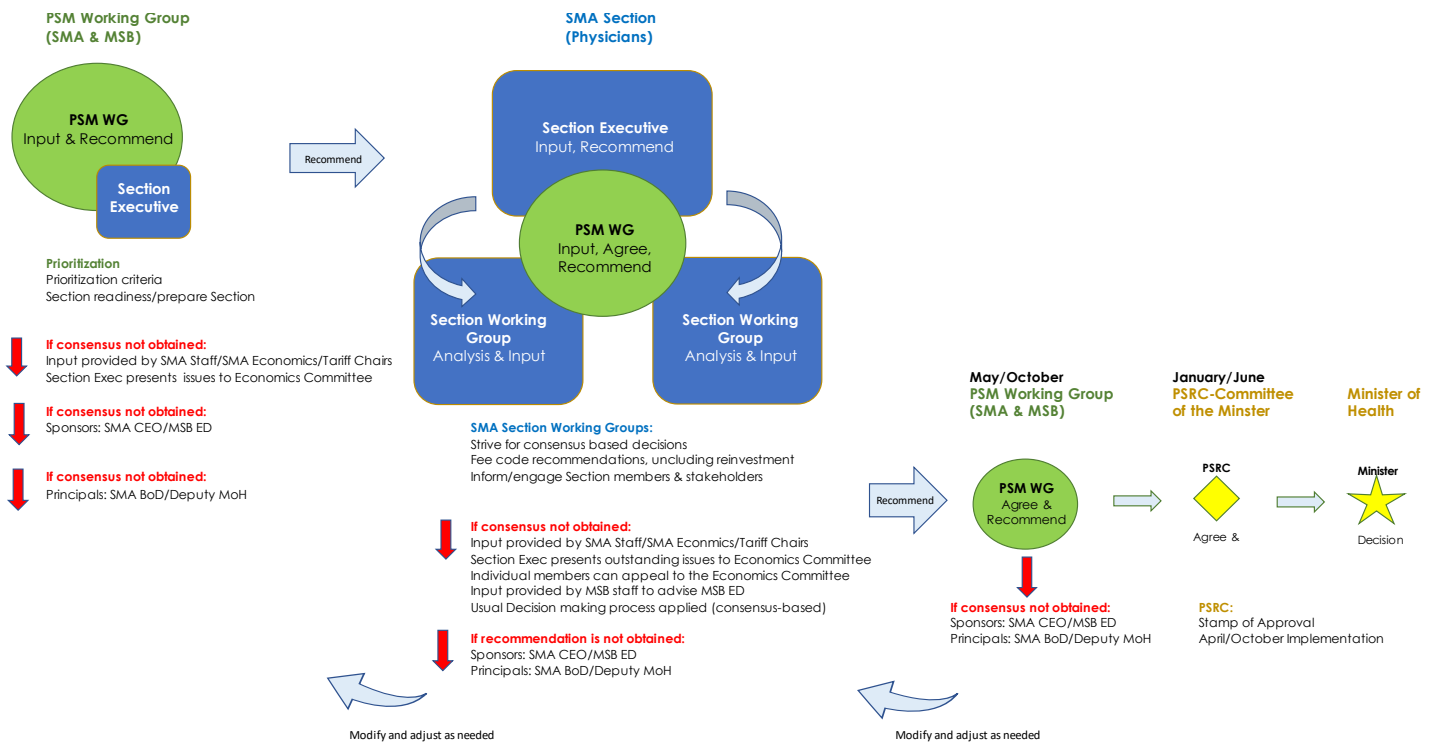 PSM Working Group
(SMA & MSB)
PSM WG
Input & Recommend
Section
Executive
Prioritization
Prioritization criteria
Section readiness/prepare Section
If consensus not obtained:
Input provided by SMA Staff/SMA Economics/Tariff Chairs
Section Exec presents issues to Economics Committee
If consensus not obtained:
Sponsors: SMA CEO/MSB ED
If consensus not obtained:
Principals: SMA BoD/Deputy MoH
Recommend
SMA Section
(Physicians)
Section Executive
Input, Recommend
PSM WG
Input, Agree,
Recommend
Section Working
Group
Analysis & Input
Section Working
Group
Analysis & Input
SMA Section Working Groups:
Strive for consensus based decisions
Fee code recommendations, uncluding reinvestment
Inform/engage Section members & stakeholders
If consensus not obtained:
Input provided by SMA Staff/SMA Econmics/Tariff Chairs
Section Exec presents outstanding issues to Economics Committee
Individual members can appeal to the Economics Committee
Input provided by MSB staff to advise MSB ED
Usual Decision making process applied (consensus-based)
If recommendation is not obtained:
Sponsors: SMA CEO/MSB ED
Principals: SMA BoD/Deputy MoH
Recommend
May/October
PSM Working Group
(SMA & MSB)
PSM WG
Agree &
Recommend
If consensus not obtained:
Sponsors: SMA CEO/MSB ED
Principals: SMA BoD/Deputy MoH
January/June
PSRC-Committee
of the Minster
PSRC
Agree &
PSRC:
Stamp of Approval
April/October Implementation
Minister of
Health
Minister
Decision
Modify and adjust as needed
Modify and adjust as needed